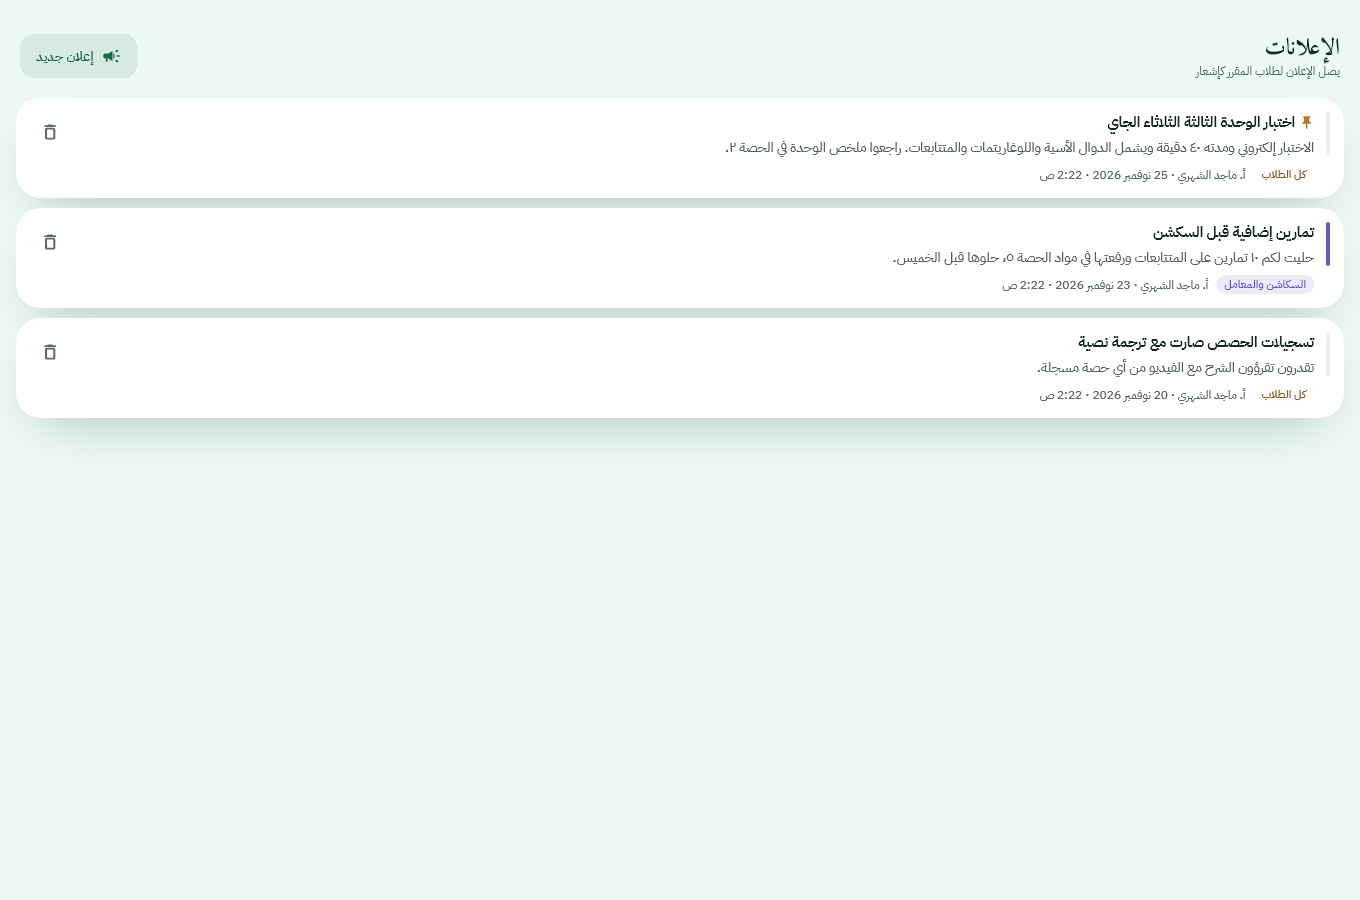 الإعلانات
يصل الإعلان لطلاب المقرر كإشعار
إعلان جديد
اختبار الوحدة الثالثة الثلاثاء الجاي
الاختبار إلكتروني ومدته ٤٠ دقيقة ويشمل الدوال الأسية واللوغاريتمات والمتتابعات. راجعوا ملخص الوحدة في الحصة ٢.
كل الطلاب أ. ماجد الشهري · 25 نوفمبر 2026 · 2:22 ص
تمارين إضافية قبل السكشن
حليت لكم ١٠ تمارين على المتتابعات ورفعتها في مواد الحصة ٥، حلوها قبل الخميس.
السكاشن والمعامل أ. ماجد الشهري · 23 نوفمبر 2026 · 2:22 ص
تسجيلات الحصص صارت مع ترجمة نصية
تقدرون تقرؤون الشرح مع الفيديو من أي حصة مسجلة.
كل الطلاب أ. ماجد الشهري · 20 نوفمبر 2026 · 2:22 ص